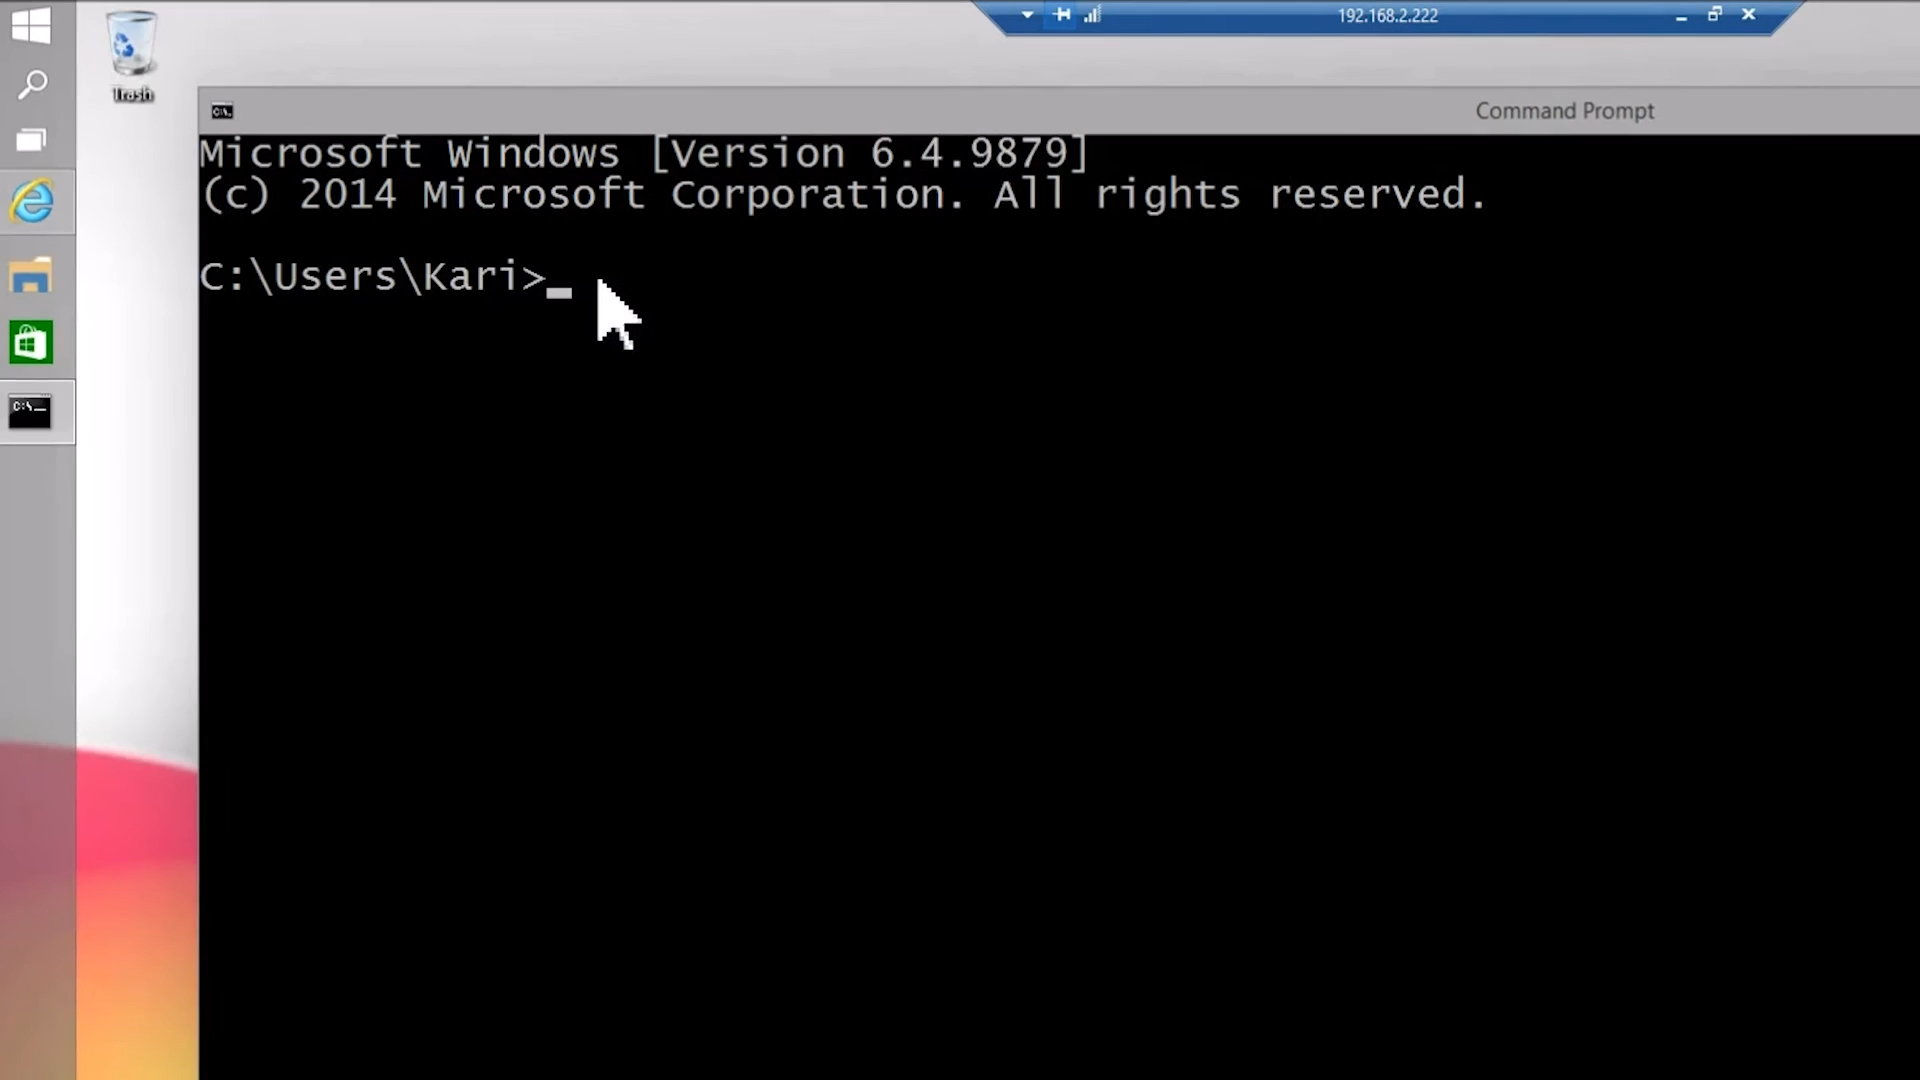 192.168.2.222
Trash
Command Prompt
Microsoft Windows [Version 6.4.9879]
(c) 2014 Microsoft Corporation. All rights reserved.
C:\Users\Kari>_